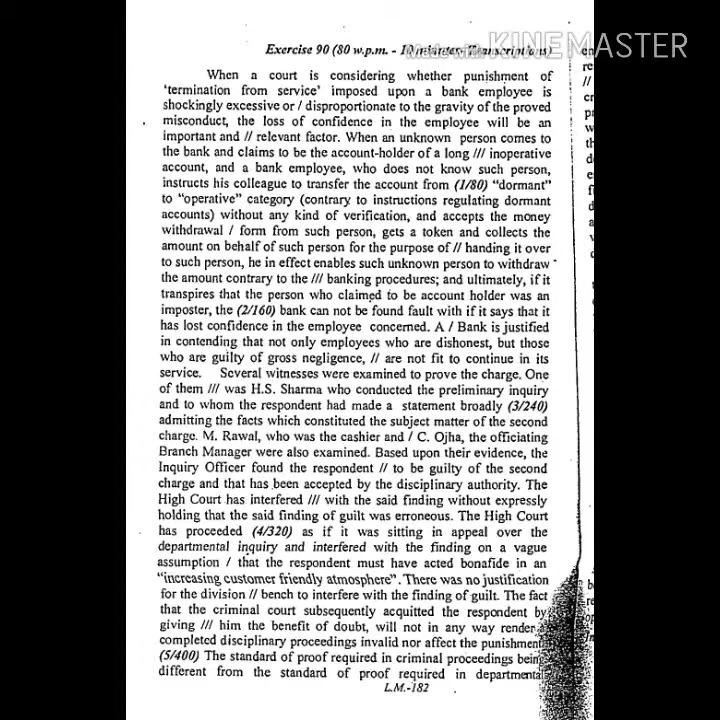 Made with KINEMASTER
Exercise 90 (80 w.p.m. - 10 minutes-Transcriptions)
When a court is considering whether punishment of
'termination from service' imposed upon a bank employee is
shockingly excessive or / disproportionate to the gravity of the proved
misconduct, the loss of confidence in the employee will be an
important and // relevant factor. When an unknown person comes to
the bank and claims to be the account-holder of a long /// inoperative
account, and a bank employee, who does not know such person,
instructs his colleague to transfer the account from (1/80) "dormant"
to "operative" category (contrary to instructions regulating dormant
accounts) without any kind of verification, and accepts the money
withdrawal / form from such person, gets a token and collects the
amount on behalf of such person for the purpose of // handing it over
to such person, he in effect enables such unknown person to withdraw
the amount contrary to the /// banking procedures; and ultimately, if it
transpires that the person who claimed to be account holder was an
imposter, the (2/160) bank can not be found fault with if it says that it
has lost confidence in the employee concerned. A / Bank is justified
in contending that not only employees who are dishonest, but those
who are guilty of gross negligence, // are not fit to continue in its
service. Several witnesses were examined to prove the charge. One
of them /// was H.S. Sharma who conducted the preliminary inquiry
and to whom the respondent had made a statement broadly (3/240)
admitting the facts which constituted the subject matter of the second
charge. M. Rawal, who was the cashier and / C. Ojha, the officiating
Branch Manager were also examined. Based upon their evidence, the
Inquiry Officer found the respondent // to be guilty of the second
charge and that has been accepted by the disciplinary authority. The
High Court has interfered /// with the said finding without expressly
holding that the said finding of guilt was erroneous. The High Court
has proceeded (4/320) as if it was sitting in appeal over the
departmental inquiry and interfered with the finding on a vague
assumption / that the respondent must have acted bonafide in an
"increasing customer friendly atmosphere". There was no justification
for the division // bench to interfere with the finding of guilt. The fact
that the criminal court subsequently acquitted the respondent by
giving /// him the benefit of doubt, will not in any way render a
completed disciplinary proceedings invalid nor affect the punishment
(5/400) The standard of proof required in criminal proceedings being
different from the standard of proof required in departmental
L.M.-182